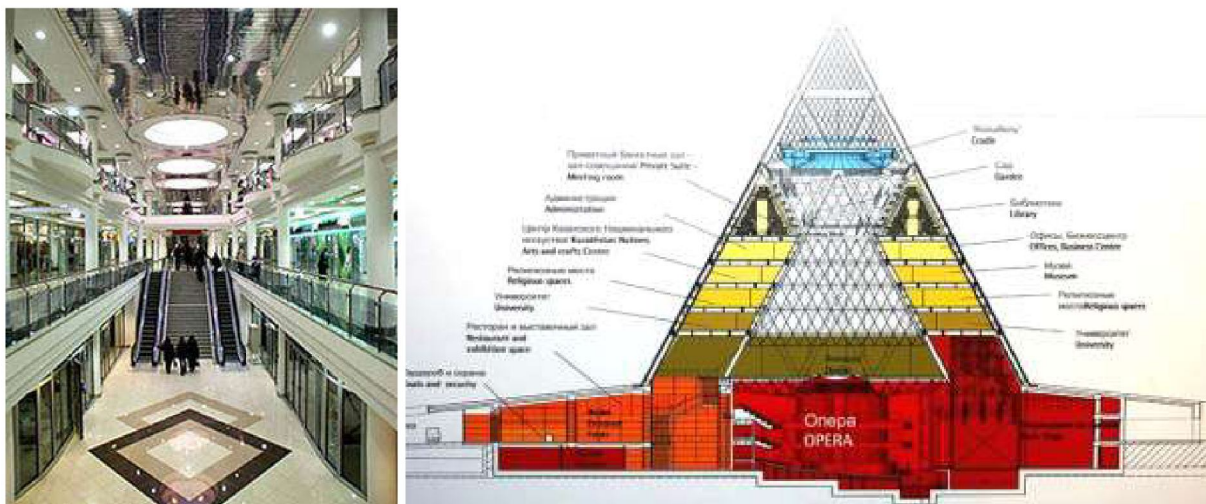 "Колыбель"
Cradle
Приватный банкетный зал –
зал совещаний Private Suite –
Meeting room
Сад
Garden
Администрация
Administration
Библиотека
Library
Центр Казахского Национального
искусства Kazakhstan Nations
Arts and crafts Centre
Офисы, Бизнесцентр
Offices, Business Centre
Религиозные места
Religious spaces
Музей
Museum
Университет
University
Религиозные
места Religious spaces
Ресторан и выставочный зал
Restaurant and
exhibition space
Университет
University
and security
Опера
OPERA